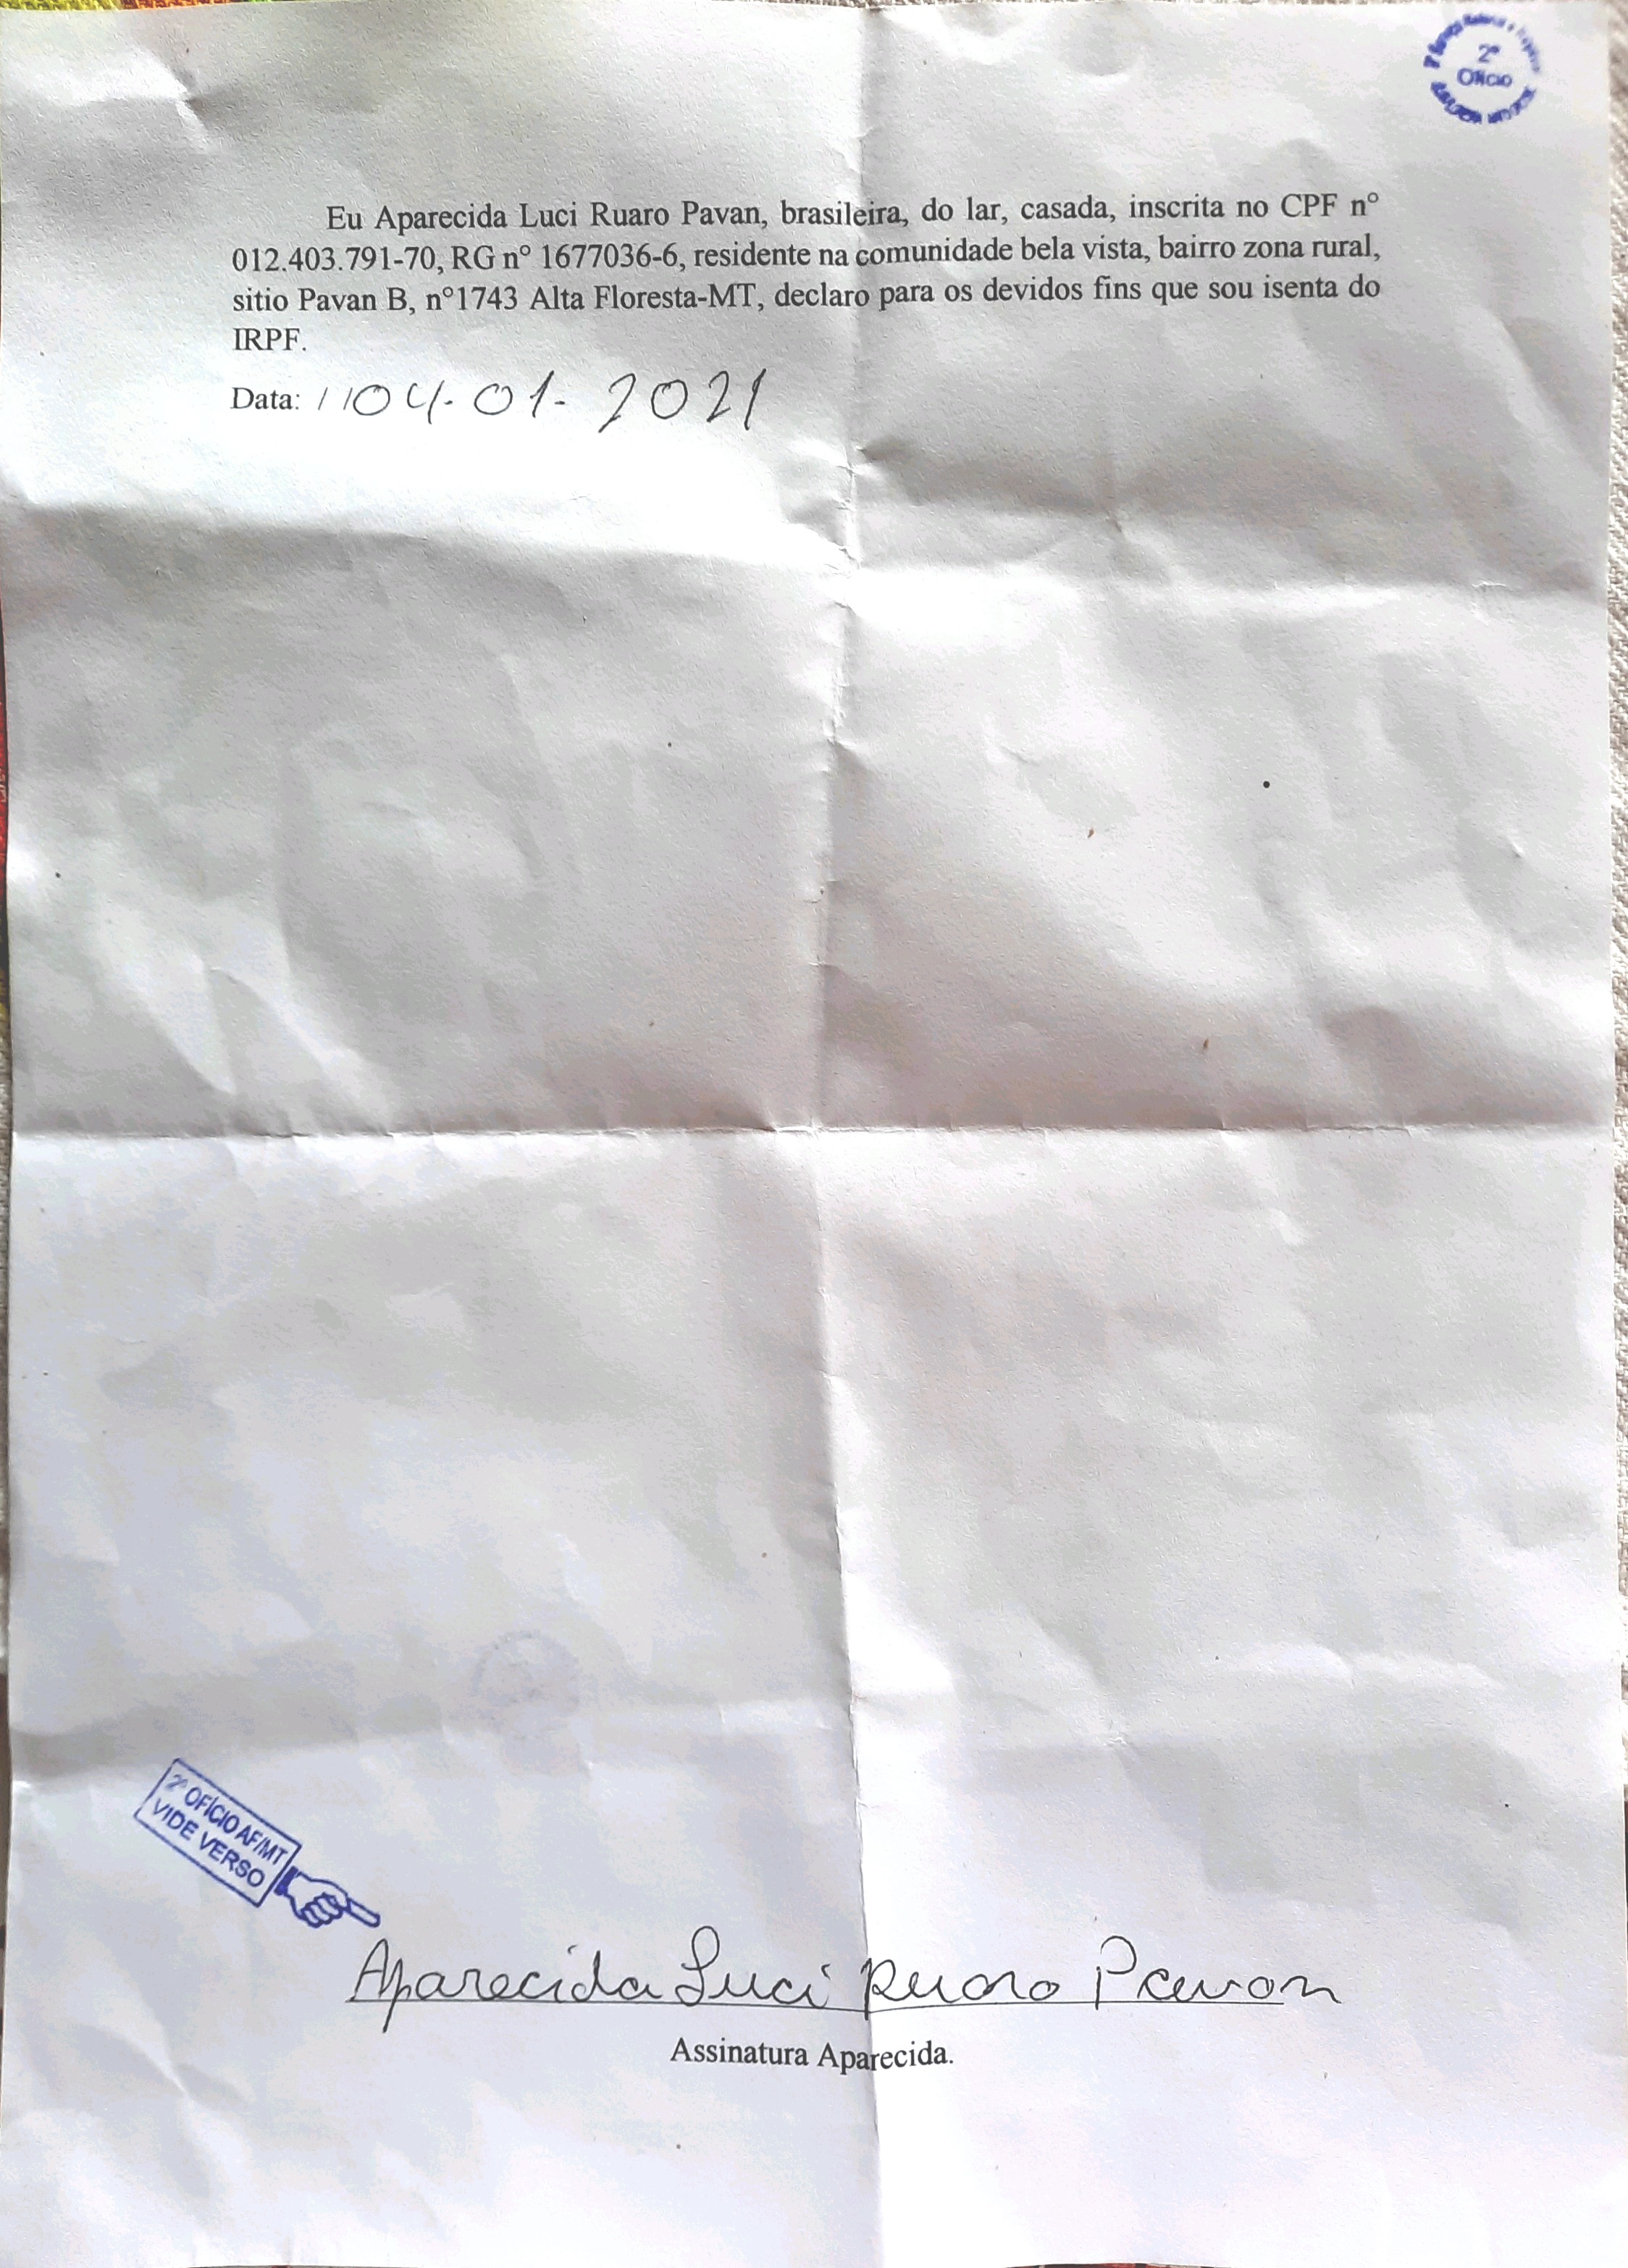 2º
Ofício
Eu Aparecida Luci Ruaro Pavan, brasileira, do lar, casada, inscrita no CPF nº
012.403.791-70, RG nº 1677036-6, residente na comunidade bela vista, bairro zona rural,
sitio Pavan B, nº1743 Alta Floresta-MT, declaro para os devidos fins que sou isenta do
IRPF.
Data: / /04-01-2021
2º OFÍCIO AF/MT
VIDE VERSO
Aparecida Luci Ruaro Pavan
Assinatura Aparecida.